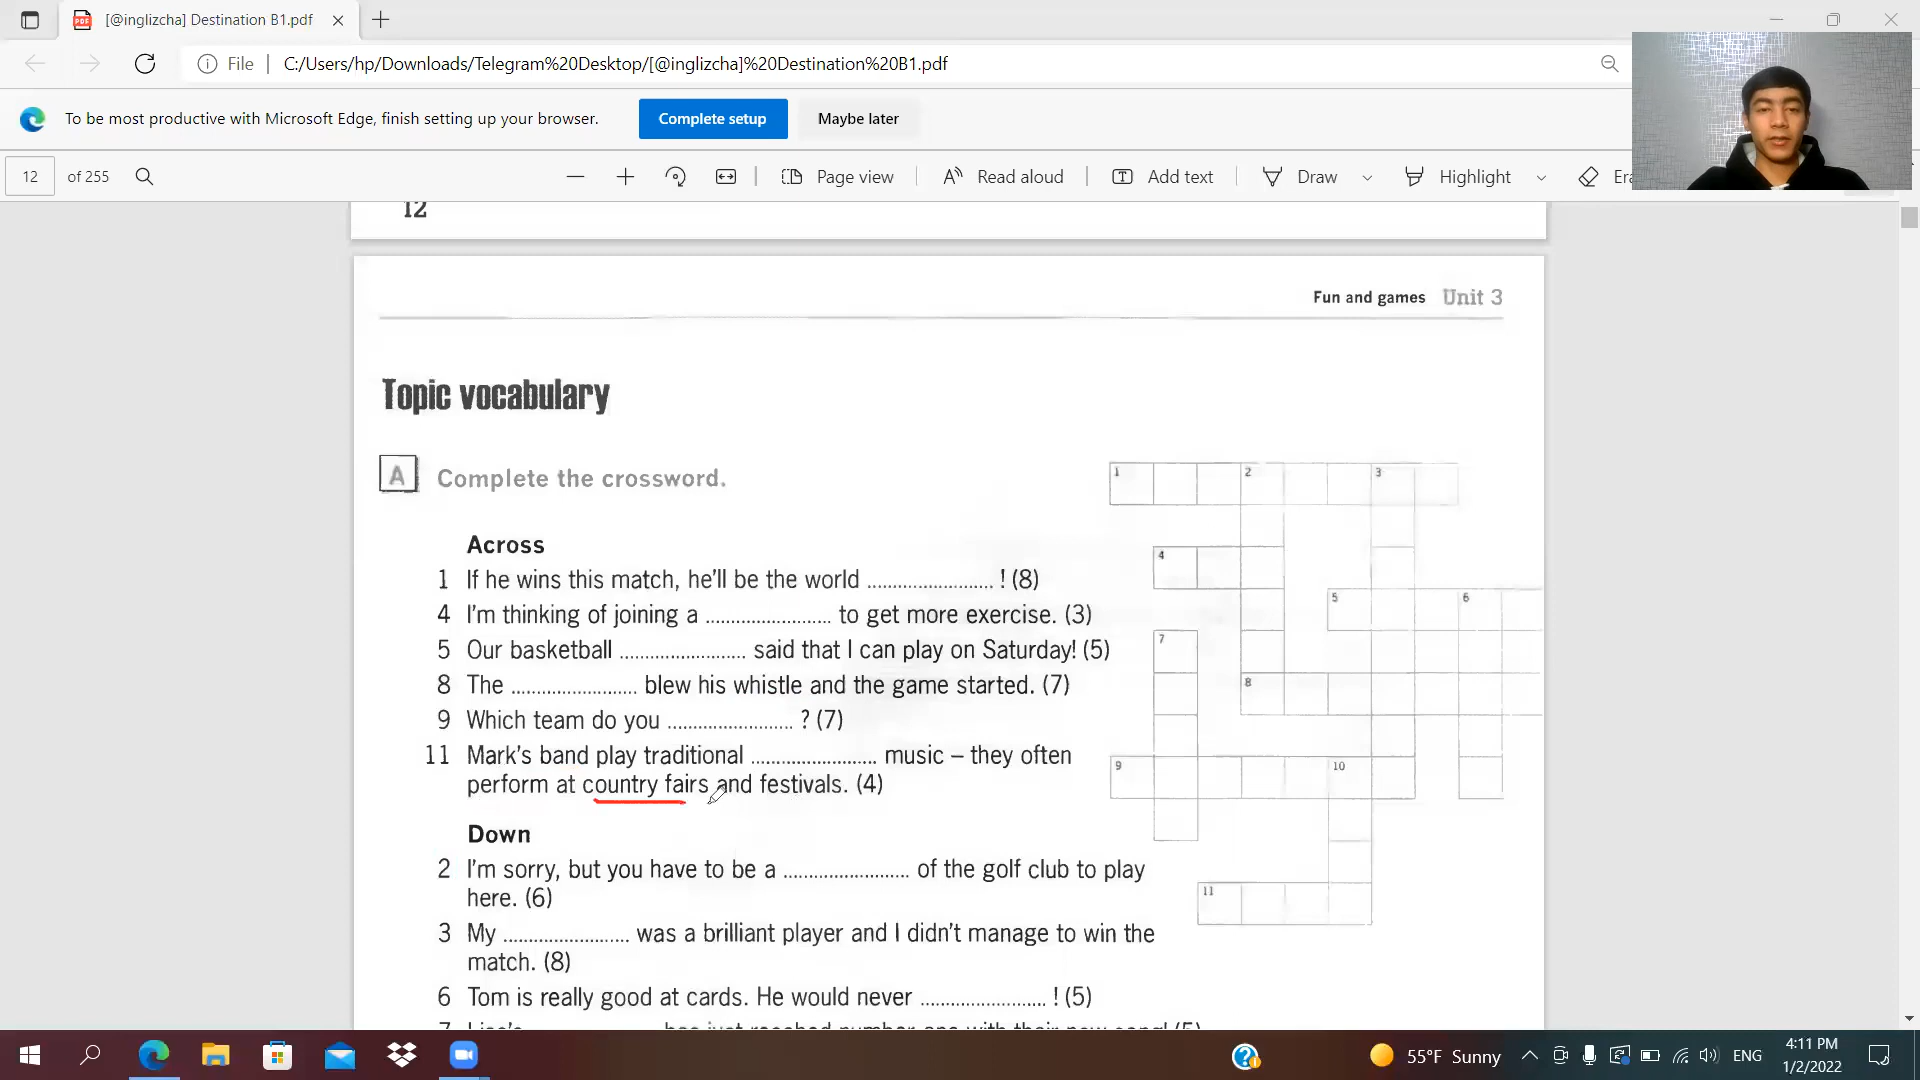 [@inglizcha] Destination B1.pdf
File
C:/Users/hp/Downloads/Telegram%20Desktop/[@inglizcha]%20Destination%20B1.pdf
To be most productive with Microsoft Edge, finish setting up your browser.
Complete setup
Maybe later
12 of 255
Page view
Read aloud
Add text
Draw
Highlight
12
Fun and games Unit 3
Topic vocabulary
A Complete the crossword.
Across
1 If he wins this match, he'll be the world ........................ ! (8)
4 I'm thinking of joining a ........................ to get more exercise. (3)
5 Our basketball ........................ said that I can play on Saturday! (5)
8 The ........................ blew his whistle and the game started. (7)
9 Which team do you ........................ ? (7)
11 Mark's band play traditional ........................ music – they often
perform at country fairs and festivals. (4)
Down
2 I'm sorry, but you have to be a ........................ of the golf club to play
here. (6)
3 My ........................ was a brilliant player and I didn't manage to win the
match. (8)
6 Tom is really good at cards. He would never ........................ ! (5)
1 2 3
4
5 6
7
8
9 10
11
55°F Sunny
ENG
4:11 PM
1/2/2022